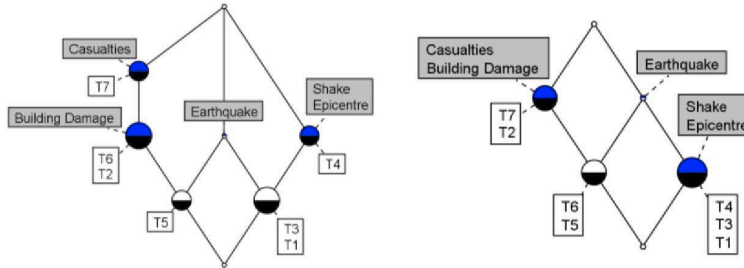 Casualties
T7
Building Damage
T6
T2
Earthquake
Shake
Epicentre
T4
T5
T3
T1
Casualties
Building Damage
T7
T2
Earthquake
Shake
Epicentre
T6
T5
T4
T3
T1